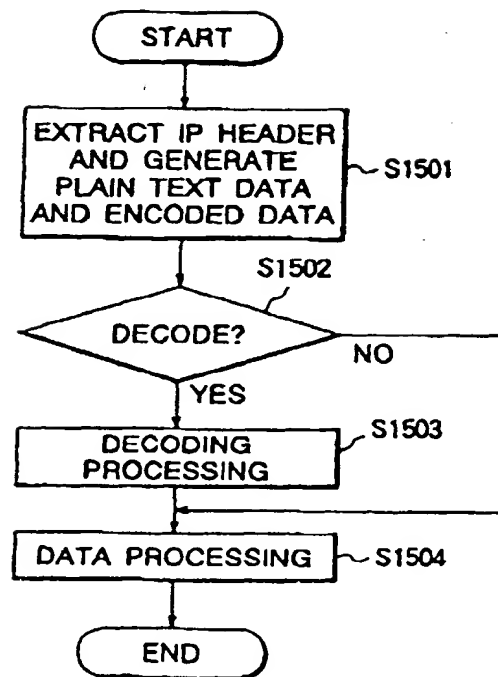 START
EXTRACT IP HEADER
AND GENERATE
PLAIN TEXT DATA
AND ENCODED DATA
S1501
S1502
DECODE?
NO
YES
DECODING
PROCESSING
S1503
DATA PROCESSING
S1504
END